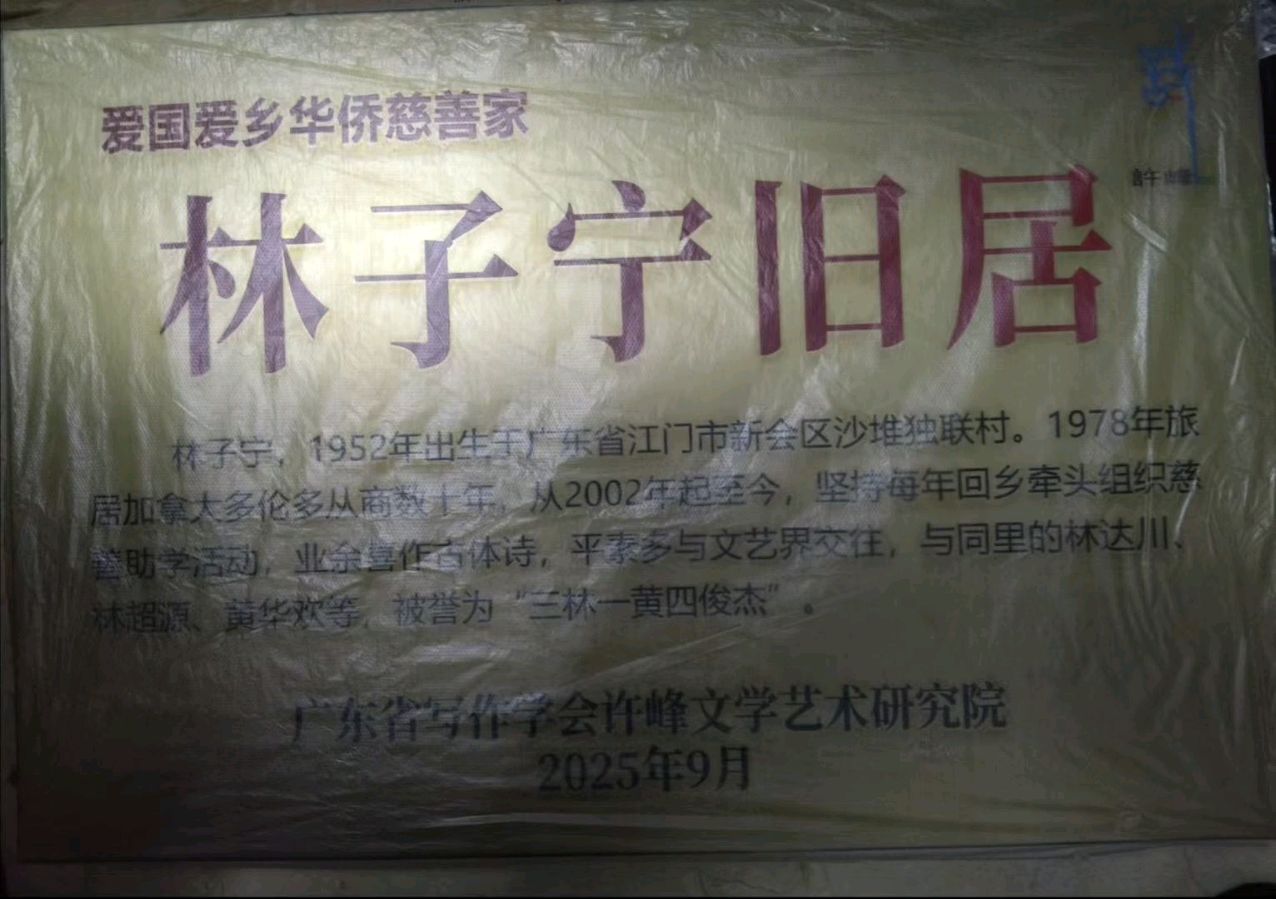 爱国爱乡华侨慈善家
許峰
林子宁旧居
林子宁，1952年出生于广东省江门市新会区沙堆独联村。1978年旅
居加拿大多伦多从商数十年，从2002年起至今，坚持每年回乡牵头组织慈
善助学活动，业余喜作古体诗，平素多与文艺界交往，与同里的林达川、
林超源、黄华欢等，被誉为“三林一黄四俊杰”。
广东省写作学会许峰文学艺术研究院
2025年9月